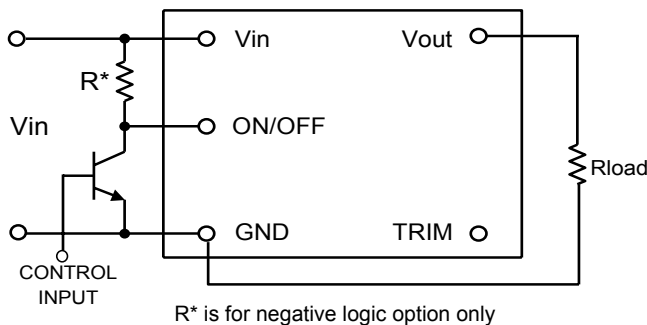 Vin
Vout
R*
Vin
ON/OFF
Rload
GND
TRIM
CONTROL
INPUT
R* is for negative logic option only